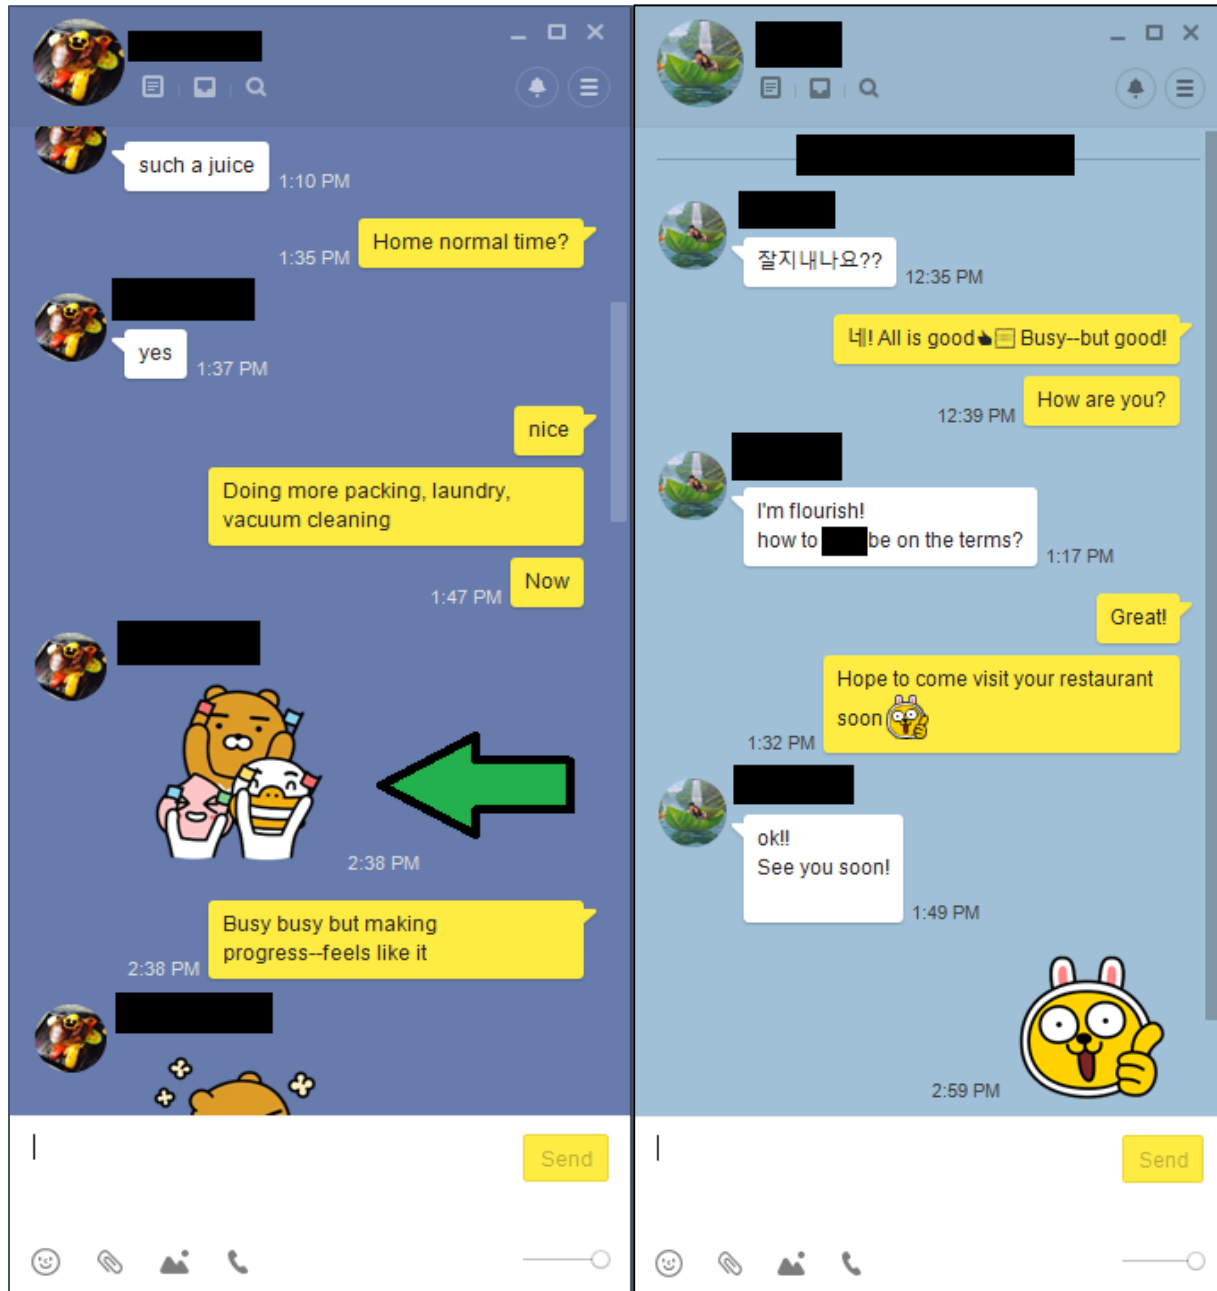 such a juice
1:10 PM
Home normal time?
1:35 PM
yes
1:37 PM
nice
Doing more packing, laundry,
vacuum cleaning
Now
1:47 PM
2:38 PM
Busy busy but making
progress--feels like it
2:38 PM
Send
잘지내나요??
12:35 PM
네! All is good Busy--but good!
How are you?
12:39 PM
I'm flourish!
how to be on the terms?
1:17 PM
Great!
Hope to come visit your restaurant
soon
1:32 PM
ok!!
See you soon!
1:49 PM
2:59 PM
Send